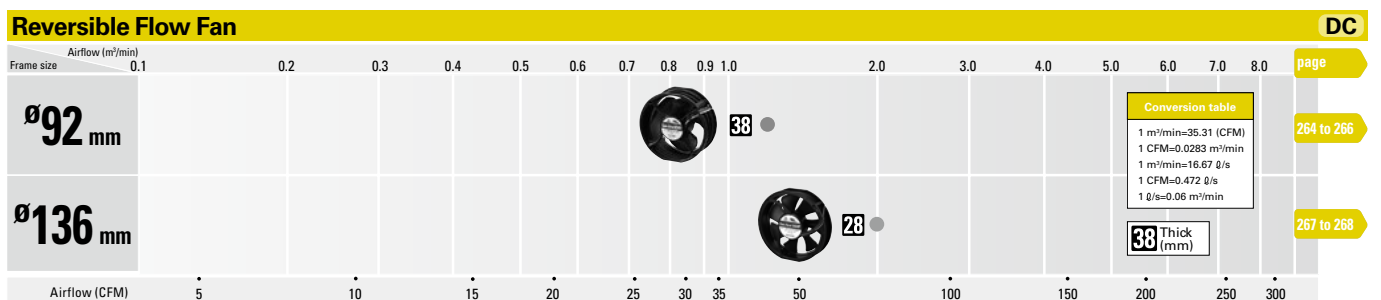 Reversible Flow Fan DC
Airflow (m³/min)
Frame size 0.1 0.2 0.3 0.4 0.5 0.6 0.7 0.8 0.9 1.0 2.0 3.0 4.0 5.0 6.0 7.0 8.0 page
ø92 mm 38 264 to 266
Conversion table
1 m³/min=35.31 (CFM)
1 CFM=0.0283 m³/min
1 m³/min=16.67 ℓ/s
1 CFM=0.472 ℓ/s
1 ℓ/s=0.06 m³/min
ø136 mm 28 267 to 268
38 Thick
(mm)
Airflow (CFM) 5 10 15 20 25 30 35 50 100 150 200 250 300